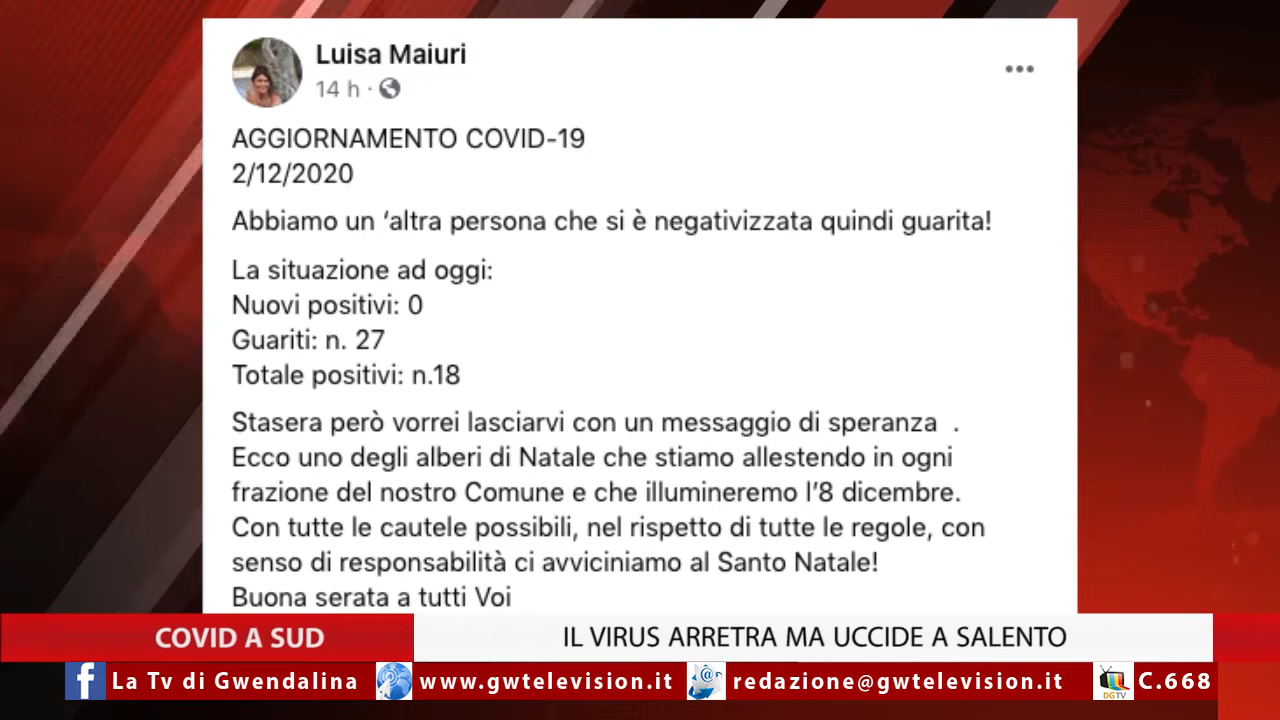 Luisa Maiuri
14 h ·
AGGIORNAMENTO COVID-19
2/12/2020
Abbiamo un ‘altra persona che si è negativizzata quindi guarita!
La situazione ad oggi:
Nuovi positivi: 0
Guariti: n. 27
Totale positivi: n.18
Stasera però vorrei lasciarvi con un messaggio di speranza .
Ecco uno degli alberi di Natale che stiamo allestendo in ogni
frazione del nostro Comune e che illumineremo l’8 dicembre.
Con tutte le cautele possibili, nel rispetto di tutte le regole, con
senso di responsabilità ci avviciniamo al Santo Natale!
Buona serata a tutti Voi
COVID A SUD
IL VIRUS ARRETRA MA UCCIDE A SALENTO
f La Tv di Gwendalina www.gwtelevision.it @ redazione@gwtelevision.it DGTV C.668